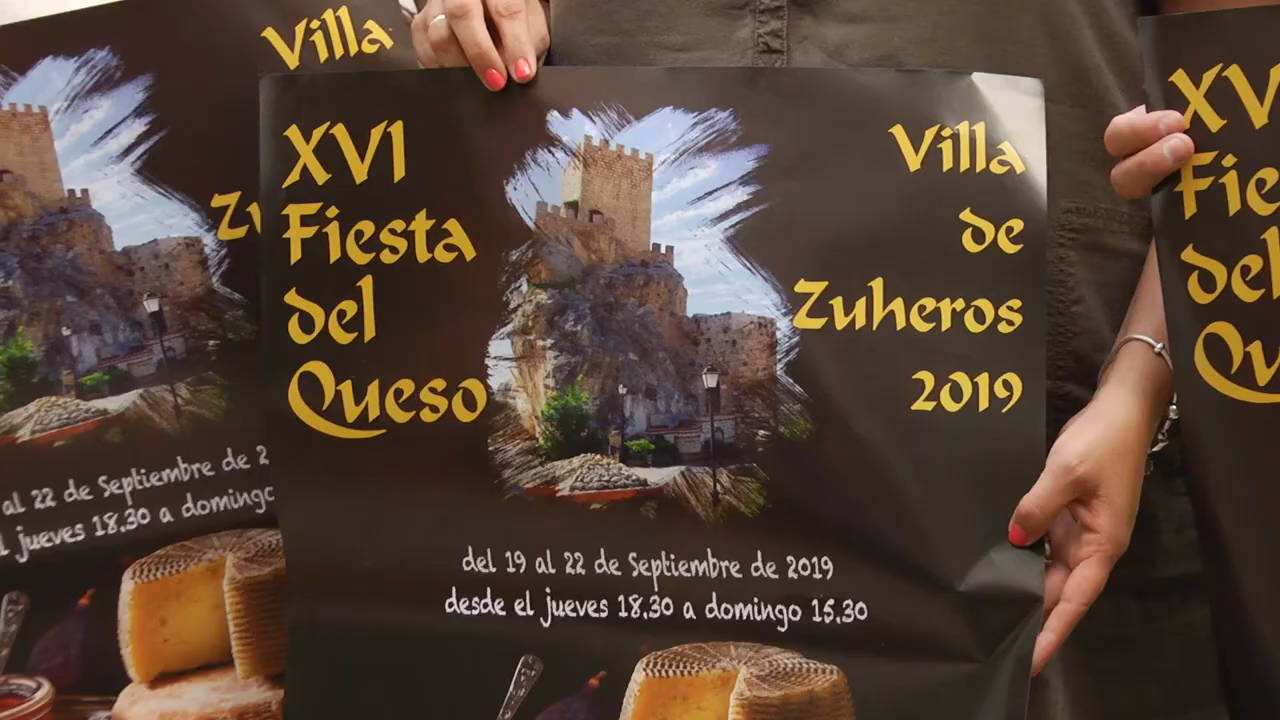 Villa
Zu
al 22 de Septiembre de 2
jueves 18.30 a domingo
XVI
Fiesta
del
Queso
Villa
de
Zuheros
2019
del 19 al 22 de Septiembre de 2019
desde el jueves 18.30 a domingo 15.30
XV
Fie
del
Qu